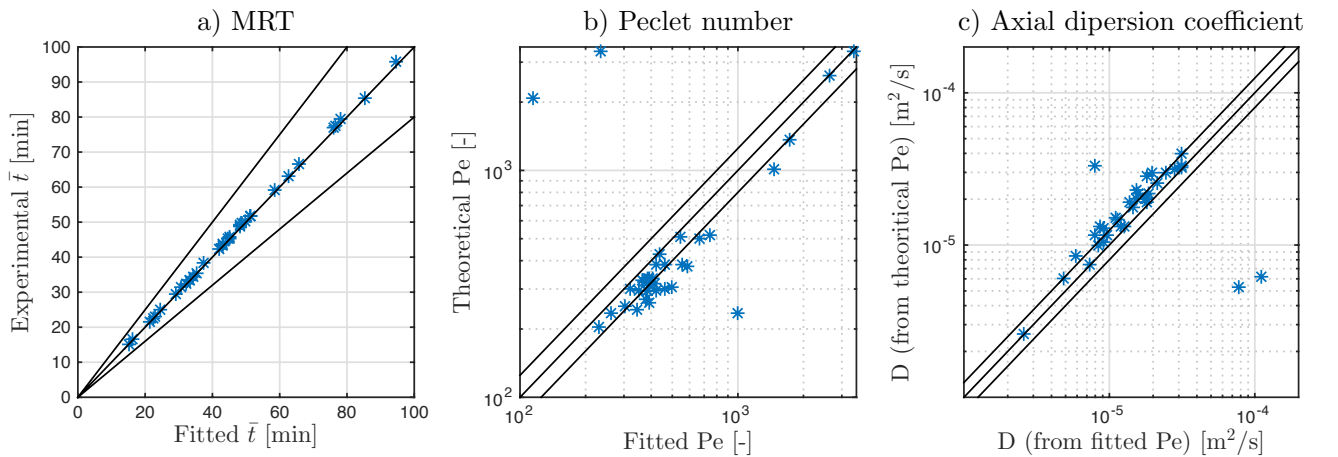 a) MRT
100
90
80
70
60
50
40
30
20
10
0
0
20
40
60
80
100
Experimental t̄ [min]
Fitted t̄ [min]
b) Peclet number
10³
10²
10²
10³
Theoretical Pe [-]
Fitted Pe [-]
c) Axial dipersion coefficient
10⁻⁴
10⁻⁵
10⁻⁵
10⁻⁴
D (from theoritical Pe) [m²/s]
D (from fitted Pe) [m²/s]